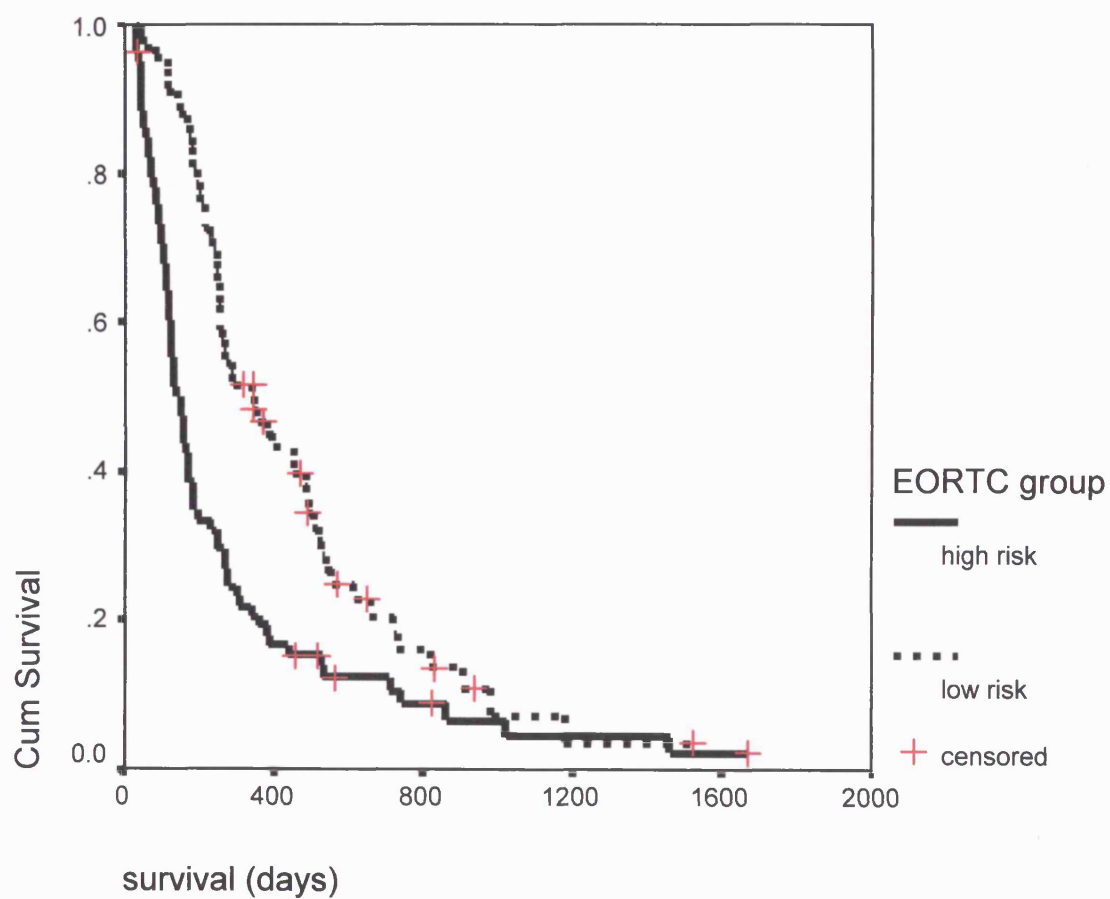 1.0
.8
.6
.4
.2
0.0
Cum Survival
0 400 800 1200 1600 2000
survival (days)
EORTC group
high risk
low risk
censored